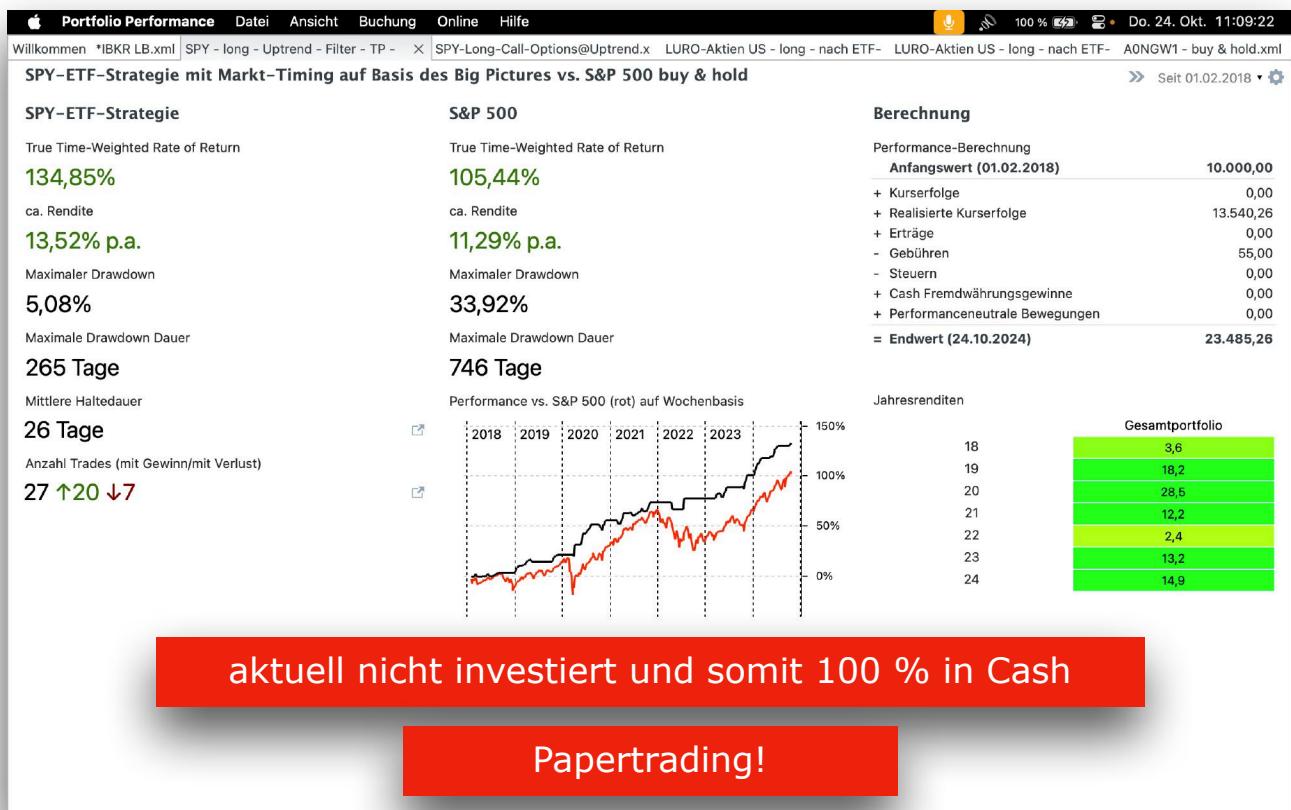 Portfolio Performance Datei Ansicht Buchung Online Hilfe 100 % Do. 24. Okt. 11:09:22
Willkommen *IBKR LB.xml SPY - long - Uptrend - Filter - TP - SPY-Long-Call-Options@Uptrend.x LURO-Aktien US - long - nach ETF- LURO-Aktien US - long - nach ETF- A0NGW1 - buy & hold.xml
SPY-ETF-Strategie mit Markt-Timing auf Basis des Big Pictures vs. S&P 500 buy & hold
Seit 01.02.2018
SPY-ETF-Strategie
True Time-Weighted Rate of Return
134,85%
ca. Rendite
13,52% p.a.
Maximaler Drawdown
5,08%
Maximale Drawdown Dauer
265 Tage
Mittlere Haltedauer
26 Tage
Anzahl Trades (mit Gewinn/mit Verlust)
27 ↑20 ↓7
S&P 500
True Time-Weighted Rate of Return
105,44%
ca. Rendite
11,29% p.a.
Maximaler Drawdown
33,92%
Maximale Drawdown Dauer
746 Tage
Performance vs. S&P 500 (rot) auf Wochenbasis
2018 2019 2020 2021 2022 2023
150%
100%
50%
0%
Berechnung
Performance-Berechnung
Anfangswert (01.02.2018) 10.000,00
+ Kurserfolge 0,00
+ Realisierte Kurserfolge 13.540,26
+ Erträge 0,00
- Gebühren 55,00
- Steuern 0,00
+ Cash Fremdwährungsgewinne 0,00
+ Performanceneutrale Bewegungen 0,00
= Endwert (24.10.2024) 23.485,26
Jahresrenditen
Gesamtportfolio
18 3,6
19 18,2
20 28,5
21 12,2
22 2,4
23 13,2
24 14,9
aktuell nicht investiert und somit 100 % in Cash
Papertrading!